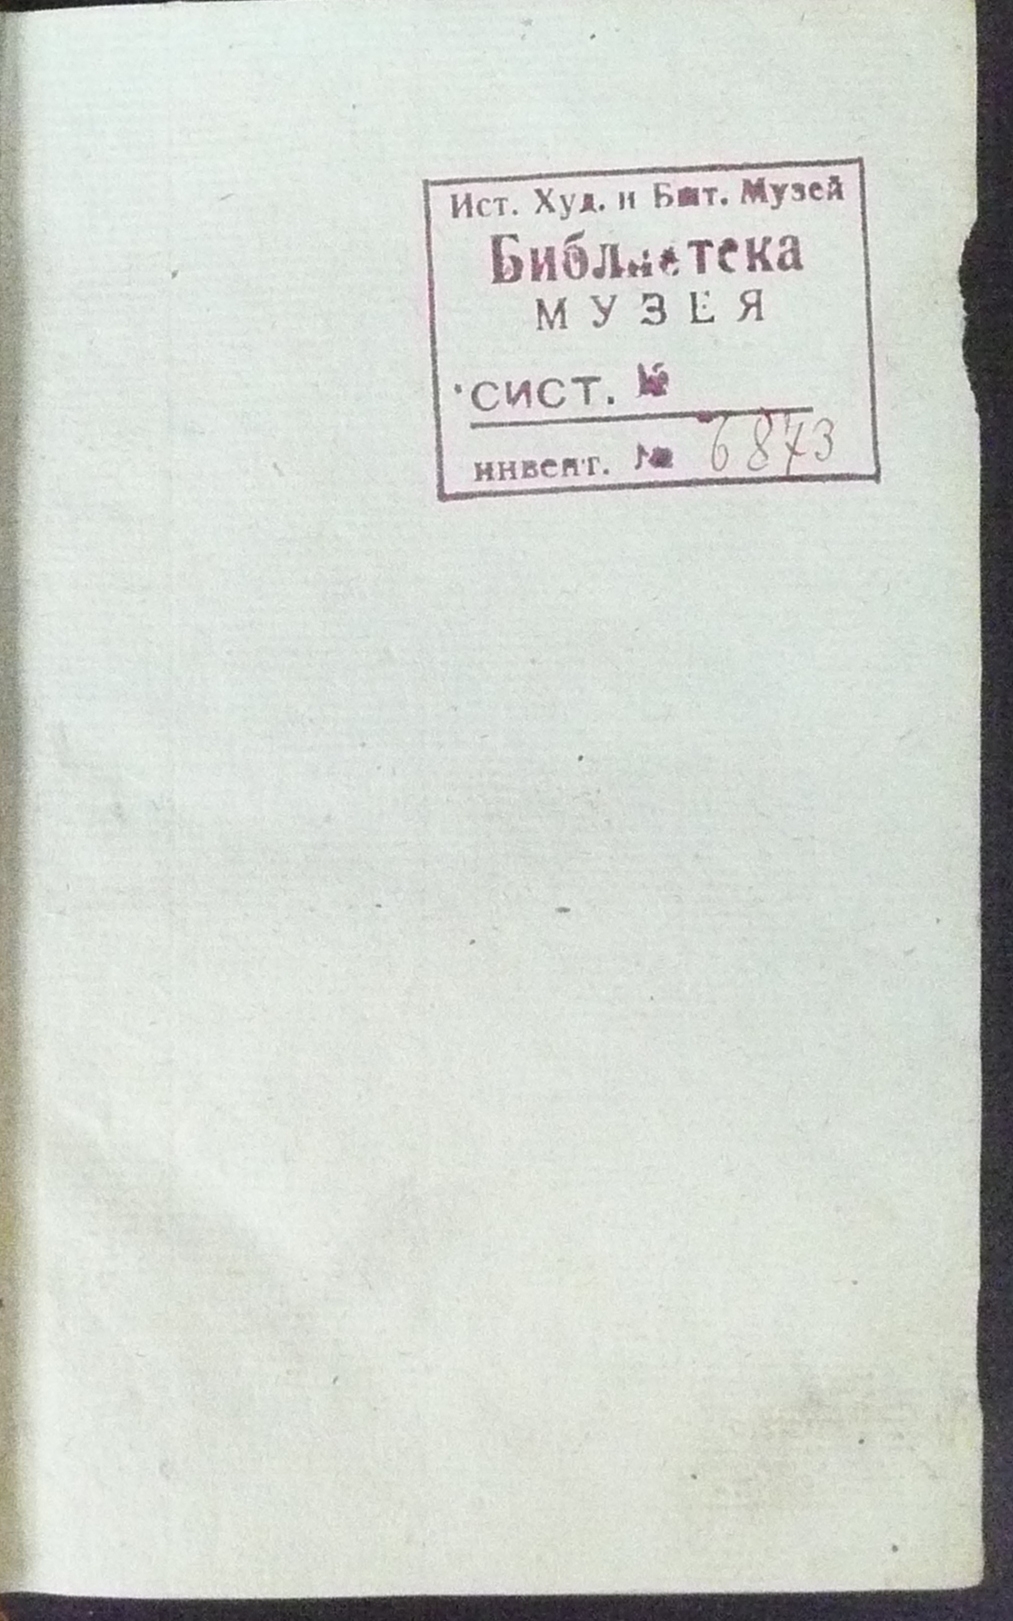 Ист. Худ. и Быт. Музей
Библиотека
МУЗЕЯ
СИСТ. №
инвент. № 6873